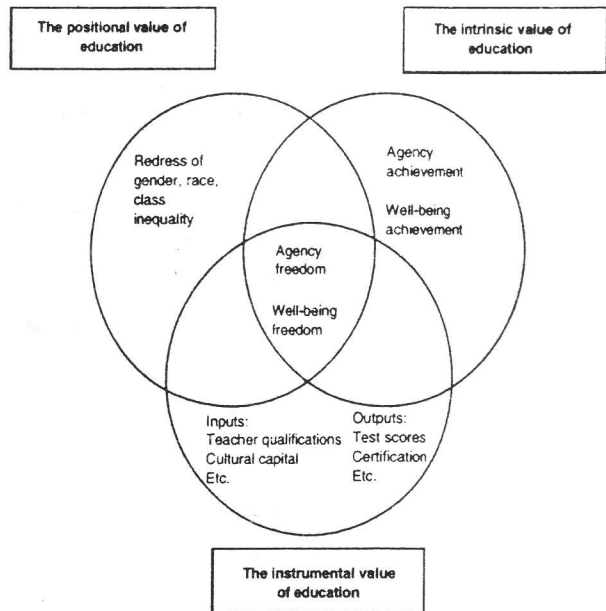 The positional value of
education
The intrinsic value of
education
Redress of
gender, race,
class
inequality
Agency
achievement
Well-being
achievement
Agency
freedom
Well-being
freedom
Inputs:
Teacher qualifications
Cultural capital
Etc.
Outputs:
Test scores
Certification
Etc.
The instrumental value
of education